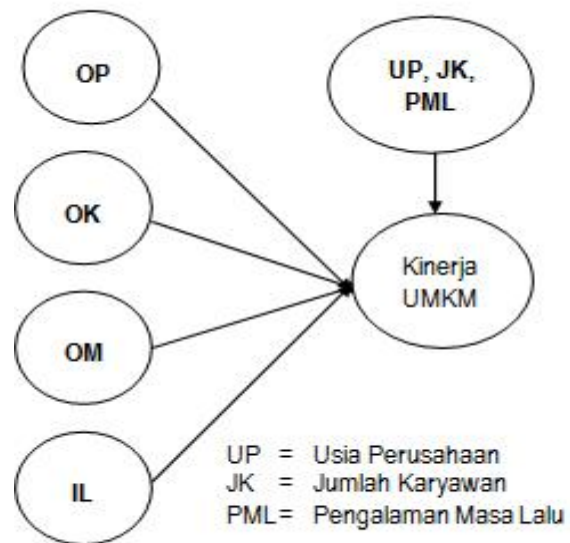 OP
UP, JK,
PML
OK
Kinerja
UMKM
OM
IL
UP = Usia Perusahaan
JK = Jumlah Karyawan
PML= Pengalaman Masa Lalu